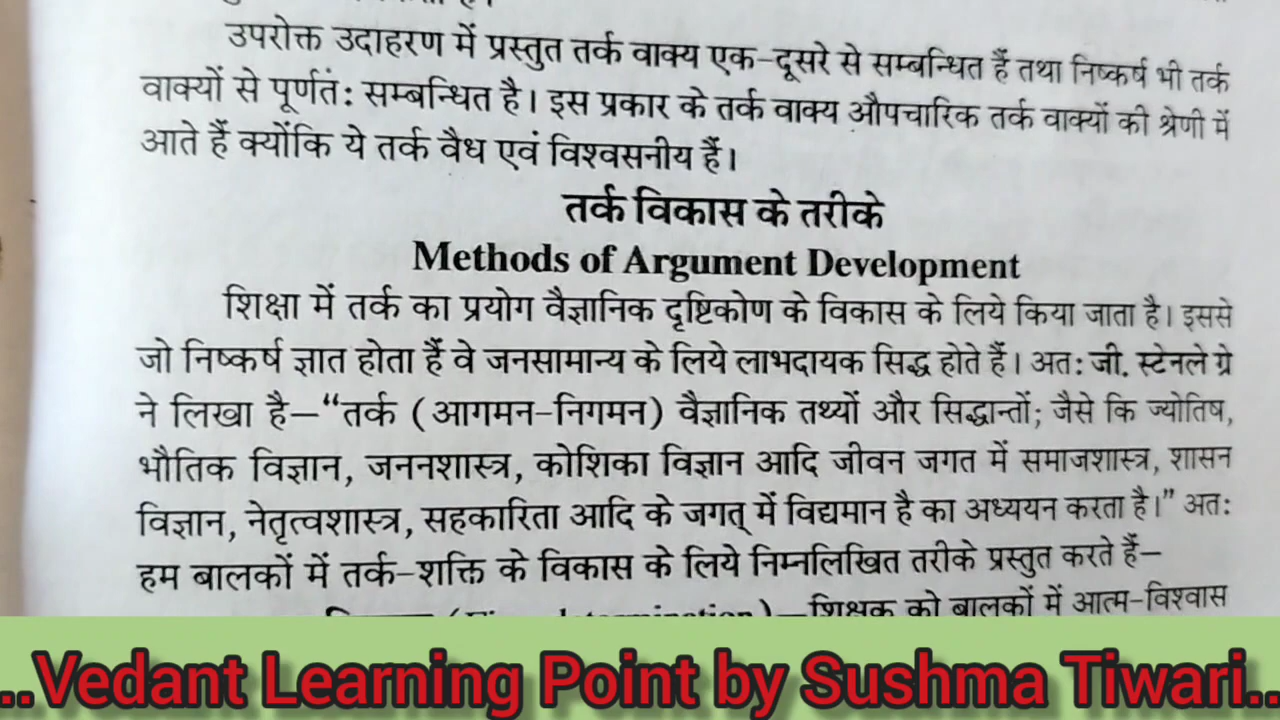 उपरोक्त उदाहरण में प्रस्तुत तर्क वाक्य एक-दूसरे से सम्बन्धित हैं तथा निष्कर्ष भी तर्क
वाक्यों से पूर्णतं: सम्बन्धित है। इस प्रकार के तर्क वाक्य औपचारिक तर्क वाक्यों की श्रेणी में
आते हैं क्योंकि ये तर्क वैध एवं विश्वसनीय हैं।
तर्क विकास के तरीके
Methods of Argument Development
शिक्षा में तर्क का प्रयोग वैज्ञानिक दृष्टिकोण के विकास के लिये किया जाता है। इससे
जो निष्कर्ष ज्ञात होता हैं वे जनसामान्य के लिये लाभदायक सिद्ध होते हैं। अत: जी. स्टेनले ग्रे
ने लिखा है—“तर्क (आगमन-निगमन) वैज्ञानिक तथ्यों और सिद्धान्तों; जैसे कि ज्योतिष,
भौतिक विज्ञान, जननशास्त्र, कोशिका विज्ञान आदि जीवन जगत में समाजशास्त्र, शासन
विज्ञान, नेतृत्वशास्त्र, सहकारिता आदि के जगत् में विद्यमान है का अध्ययन करता है।” अत:
हम बालकों में तर्क-शक्ति के विकास के लिये निम्नलिखित तरीके प्रस्तुत करते हैं—
शिक्षक को बालकों में आत्म-विश्वास
..Vedant Learning Point by Sushma Tiwari..